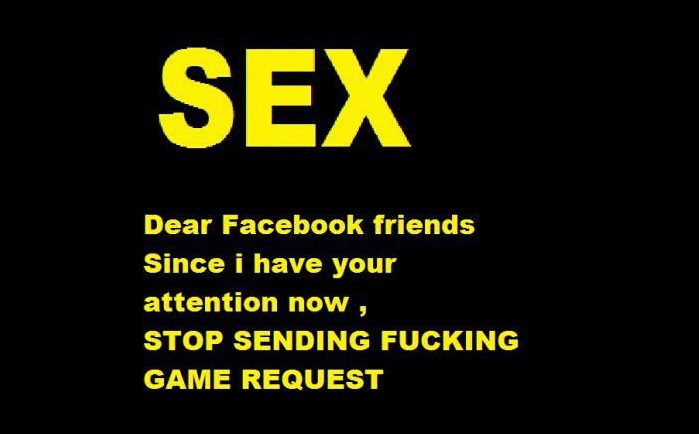 SEX
Dear Facebook friends
Since i have your
attention now ,
STOP SENDING FUCKING
GAME REQUEST